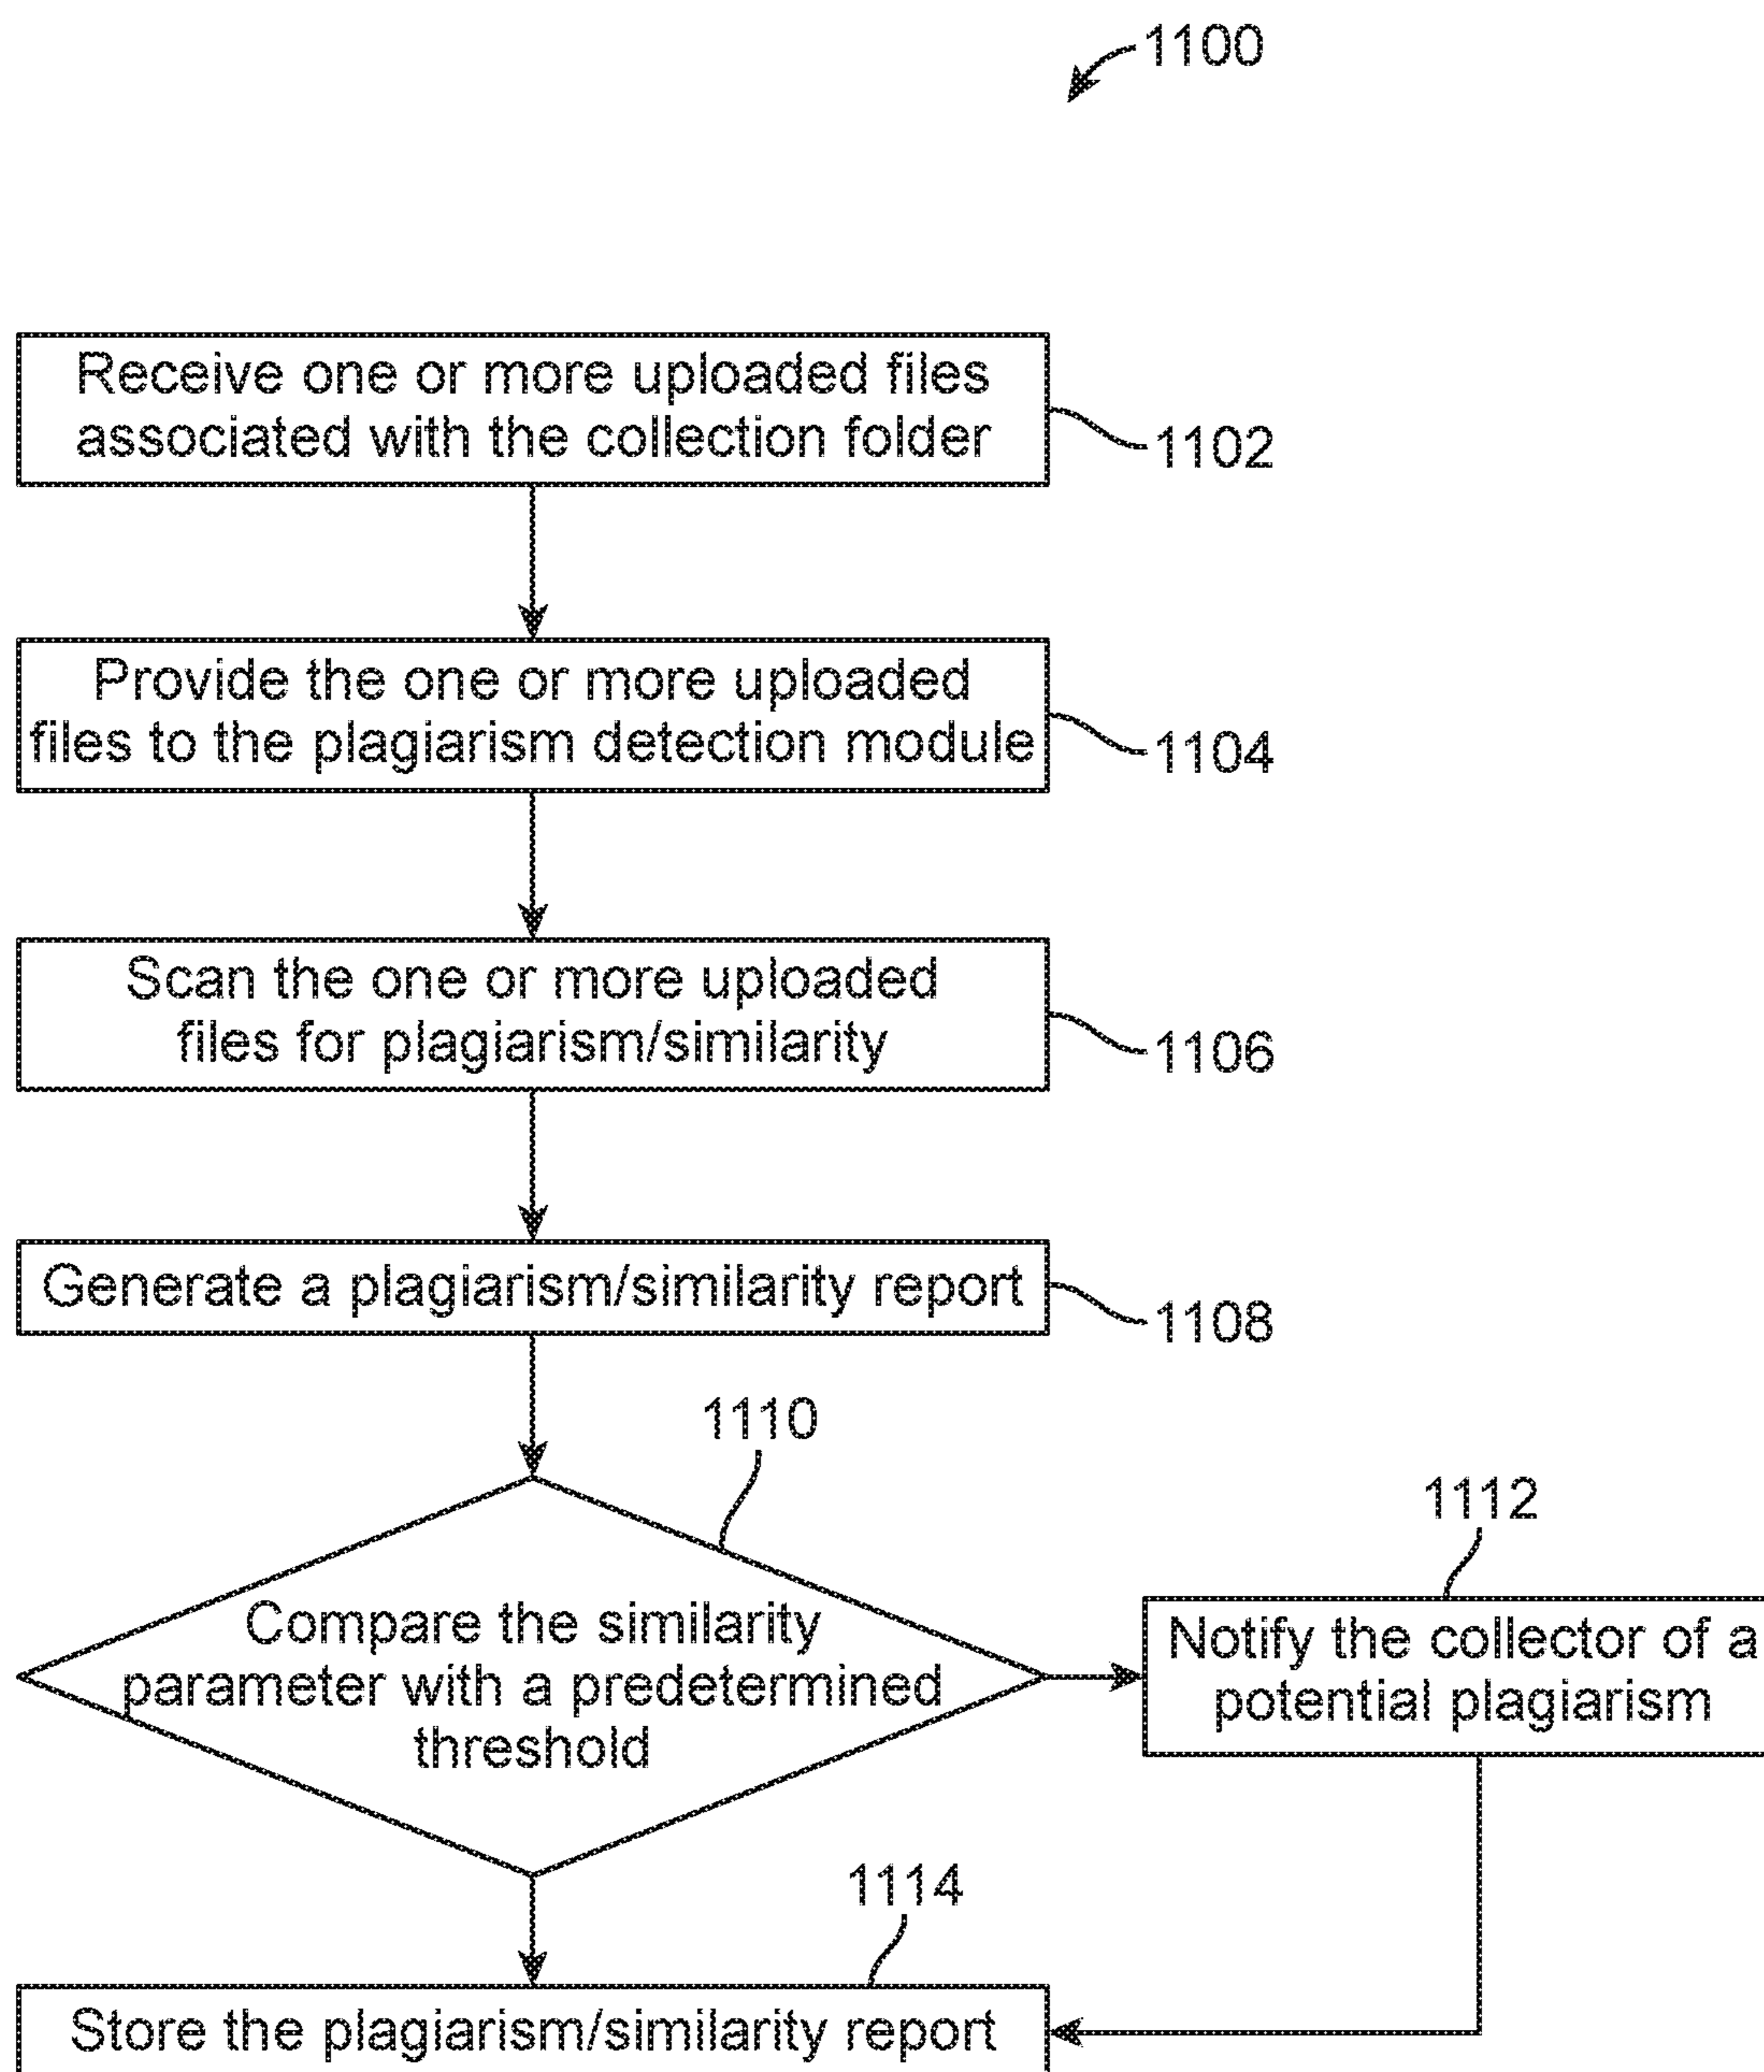 1100
Receive one or more uploaded files
associated with the collection folder
1102
Provide the one or more uploaded
files to the plagiarism detection module
1104
Scan the one or more uploaded
files for plagiarism/similarity
1106
Generate a plagiarism/similarity report
1108
1110
Compare the similarity
parameter with a predetermined
threshold
1112
Notify the collector of a
potential plagiarism
1114
Store the plagiarism/similarity report